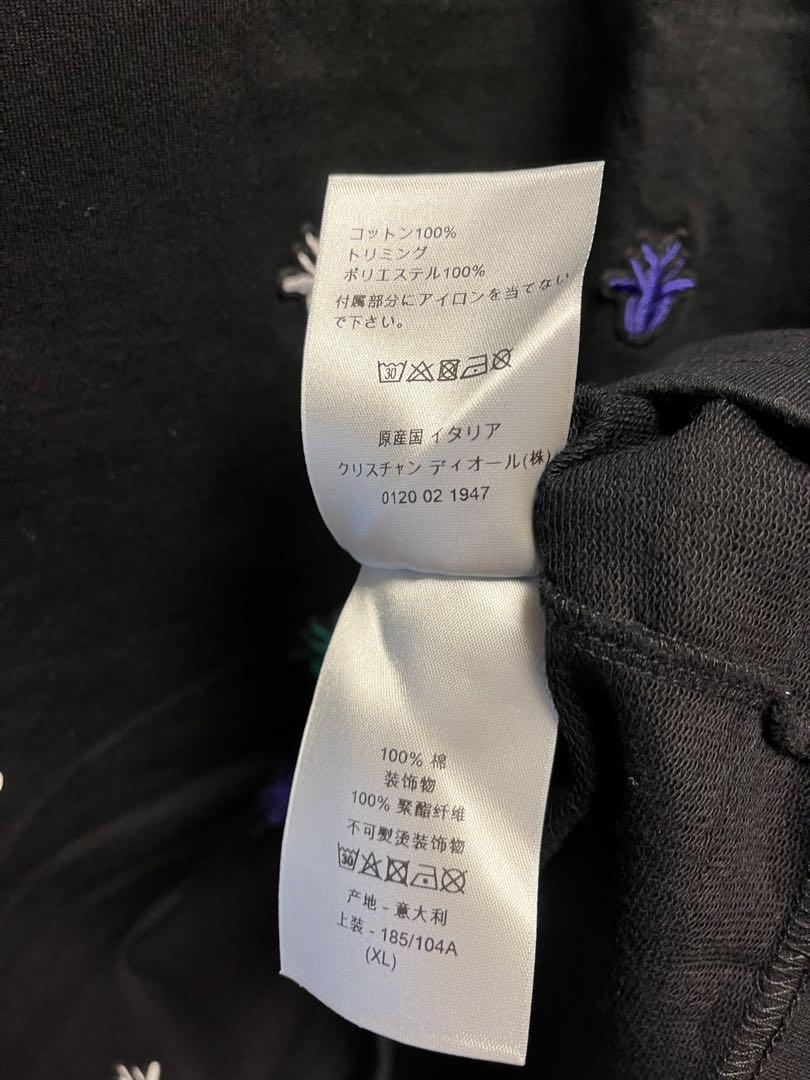 コットン100%
トリミング
ポリエステル100%
付属部分にアイロンを当てない
で下さい。
30
原産国 イタリア
クリスチャン ディオール(株)
0120 02 1947
100% 棉
装饰物
100% 聚酯纤维
不可熨烫装饰物
30
产地 - 意大利
上装 - 185/104A
(XL)